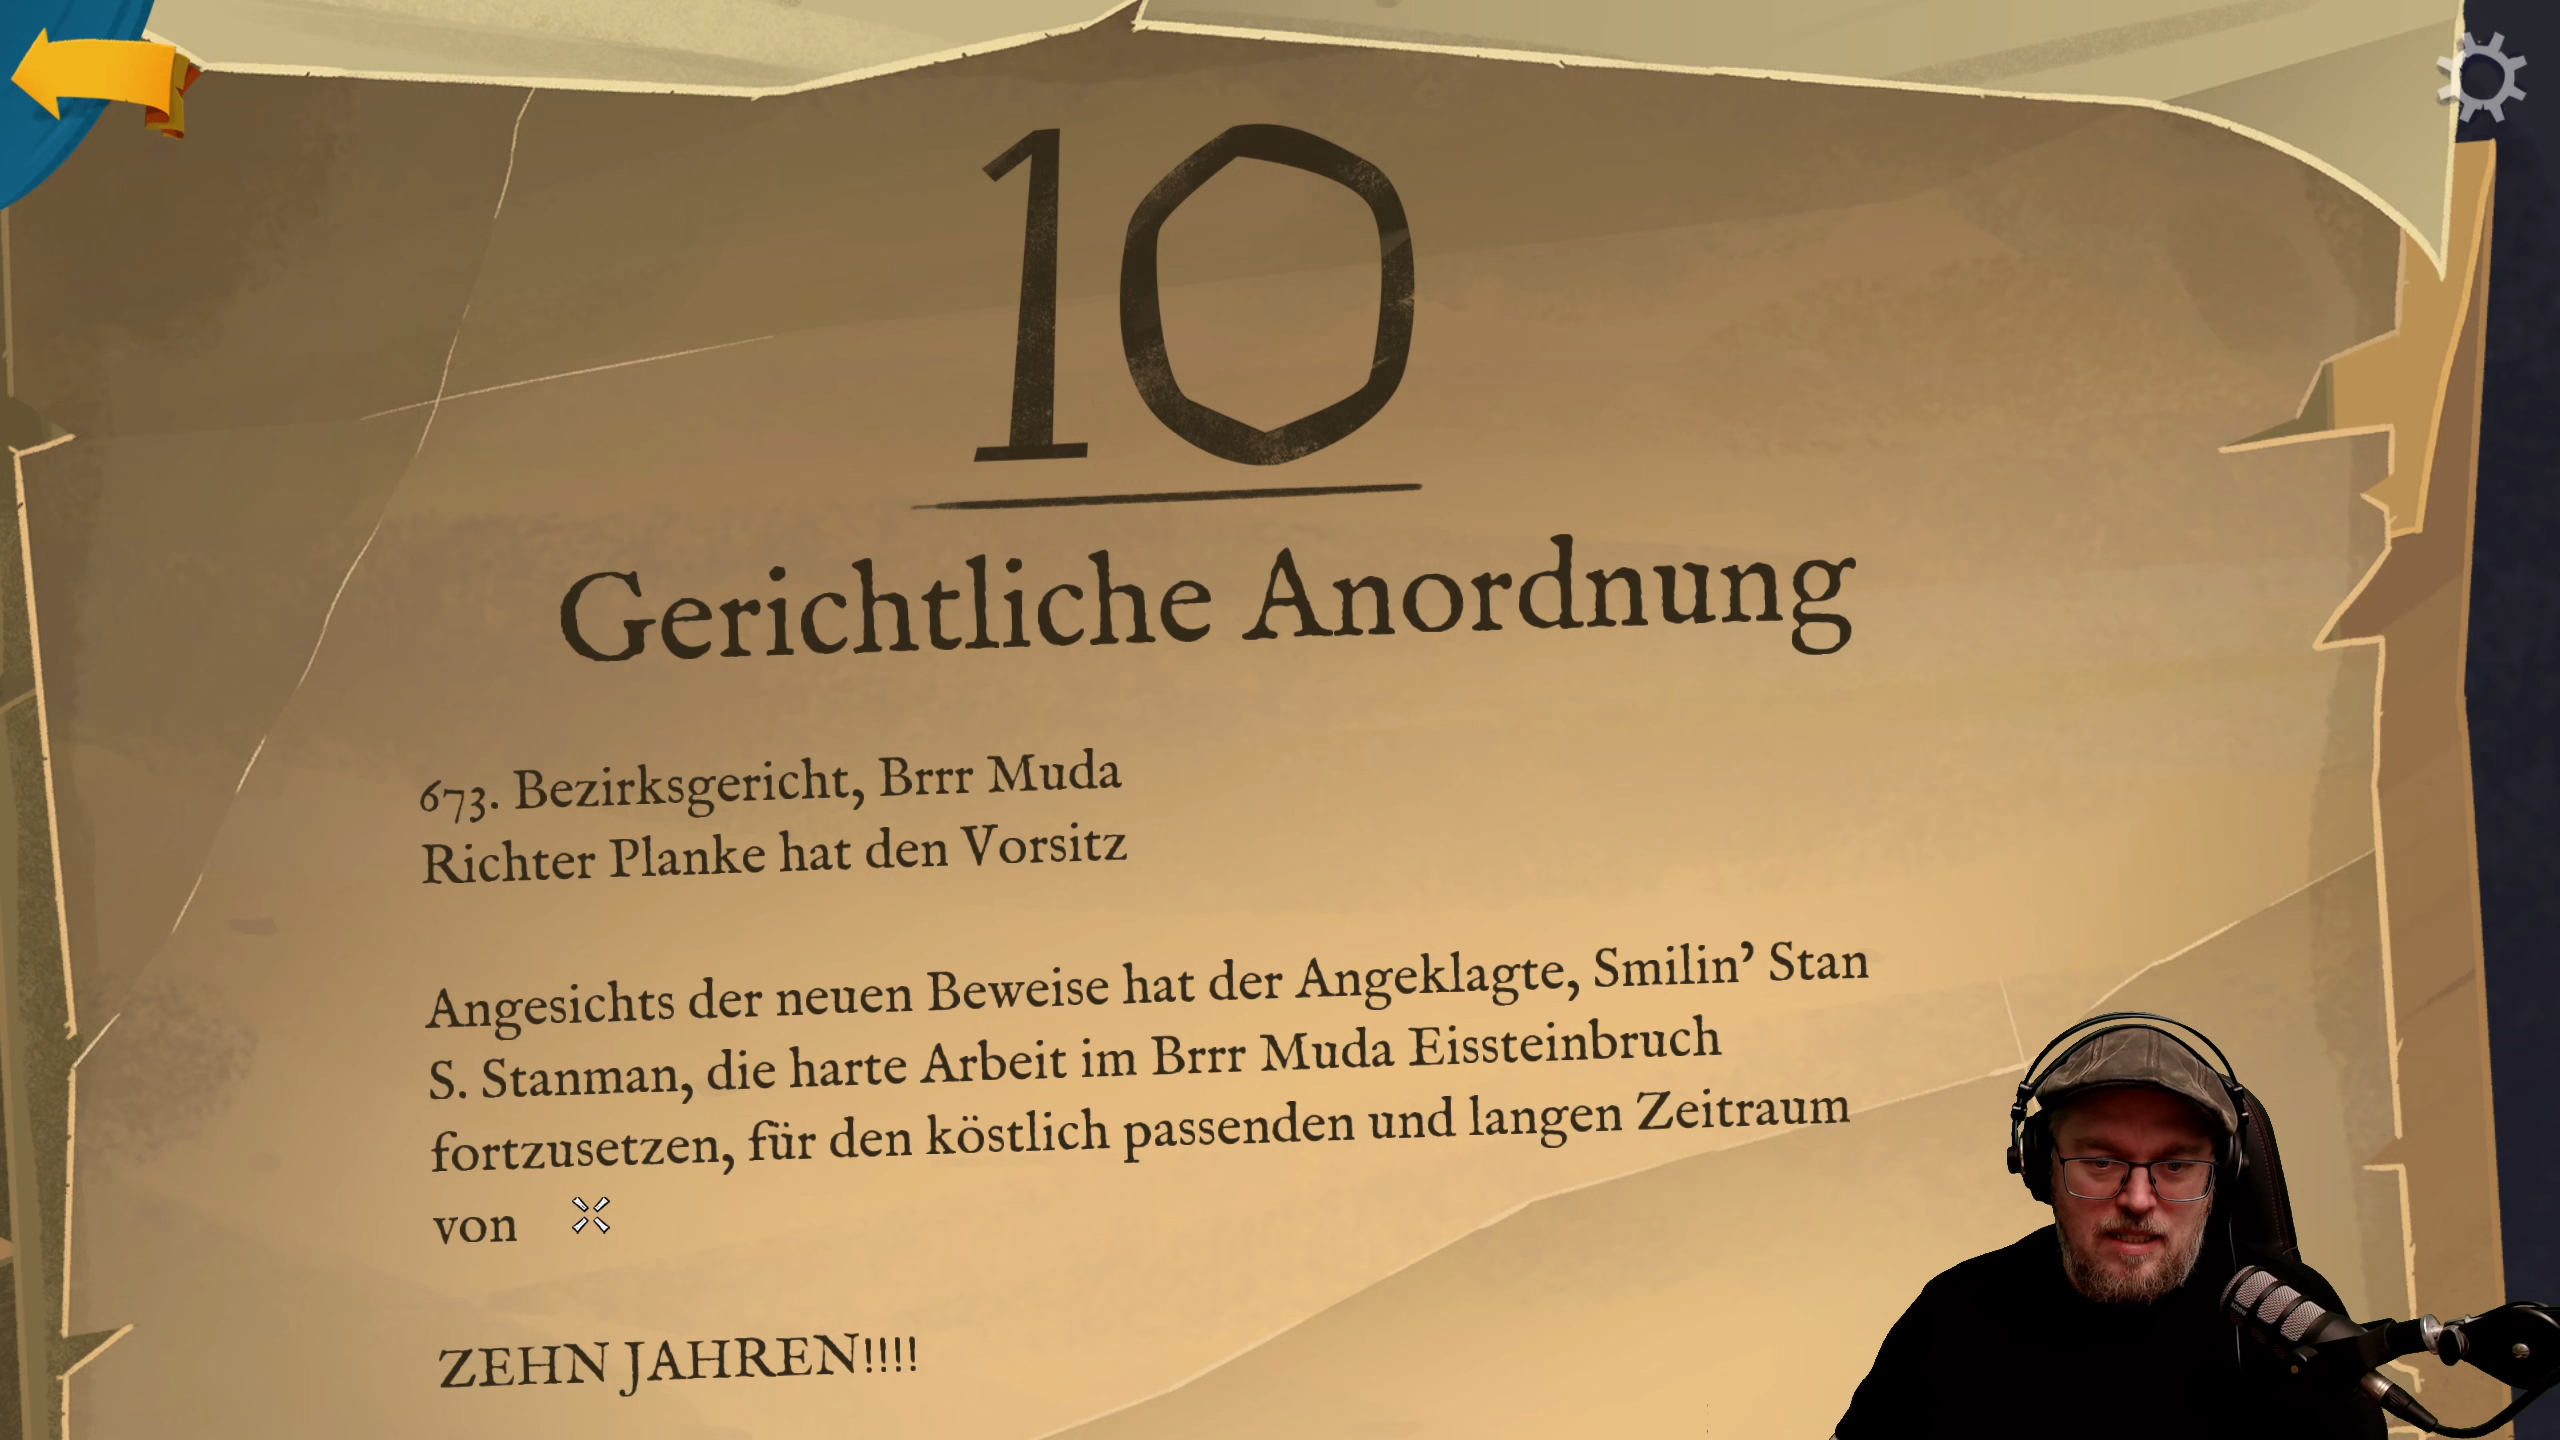 10
Gerichtliche Anordnung
673. Bezirksgericht, Brrr Muda
Richter Planke hat den Vorsitz
Angesichts der neuen Beweise hat der Angeklagte, Smilin’ Stan
S. Stanman, die harte Arbeit im Brrr Muda Eissteinbruch
fortzusetzen, für den köstlich passenden und langen Zeitraum
von
ZEHN JAHREN!!!!